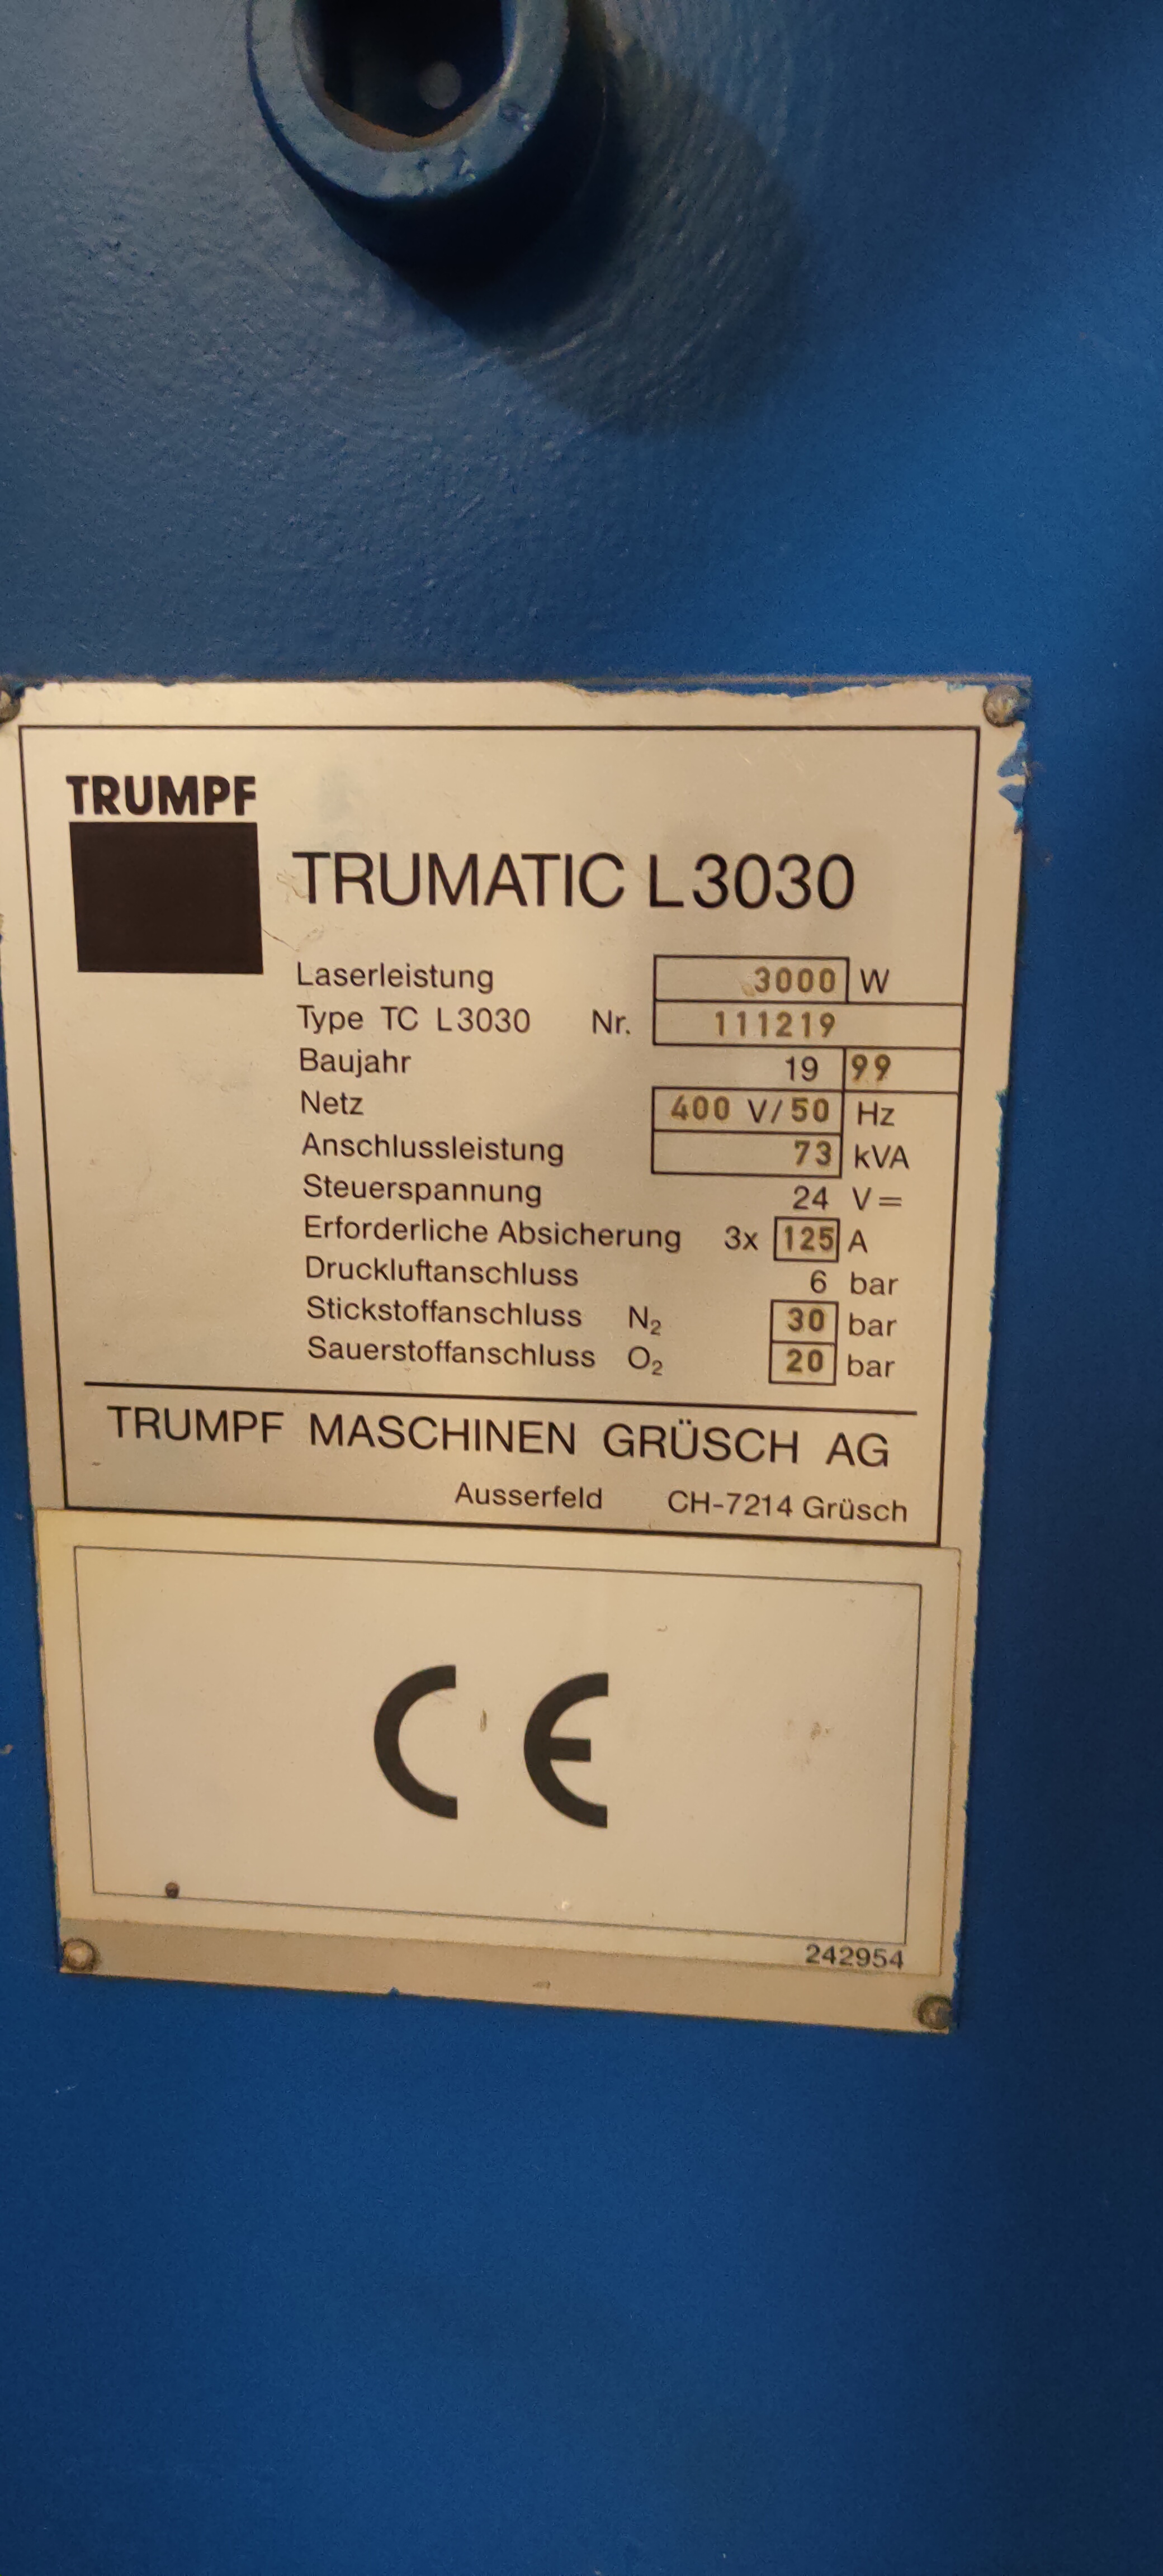 TRUMPF
TRUMATIC L3030
Laserleistung 3000 W
Type TC L3030 Nr. 111219
Baujahr 19 99
Netz 400 V/50 Hz
Anschlussleistung 73 kVA
Steuerspannung 24 V=
Erforderliche Absicherung 3x 125 A
Druckluftanschluss 6 bar
Stickstoffanschluss N₂ 30 bar
Sauerstoffanschluss O₂ 20 bar
TRUMPF MASCHINEN GRÜSCH AG
Ausserfeld CH-7214 Grüsch
CE
242954